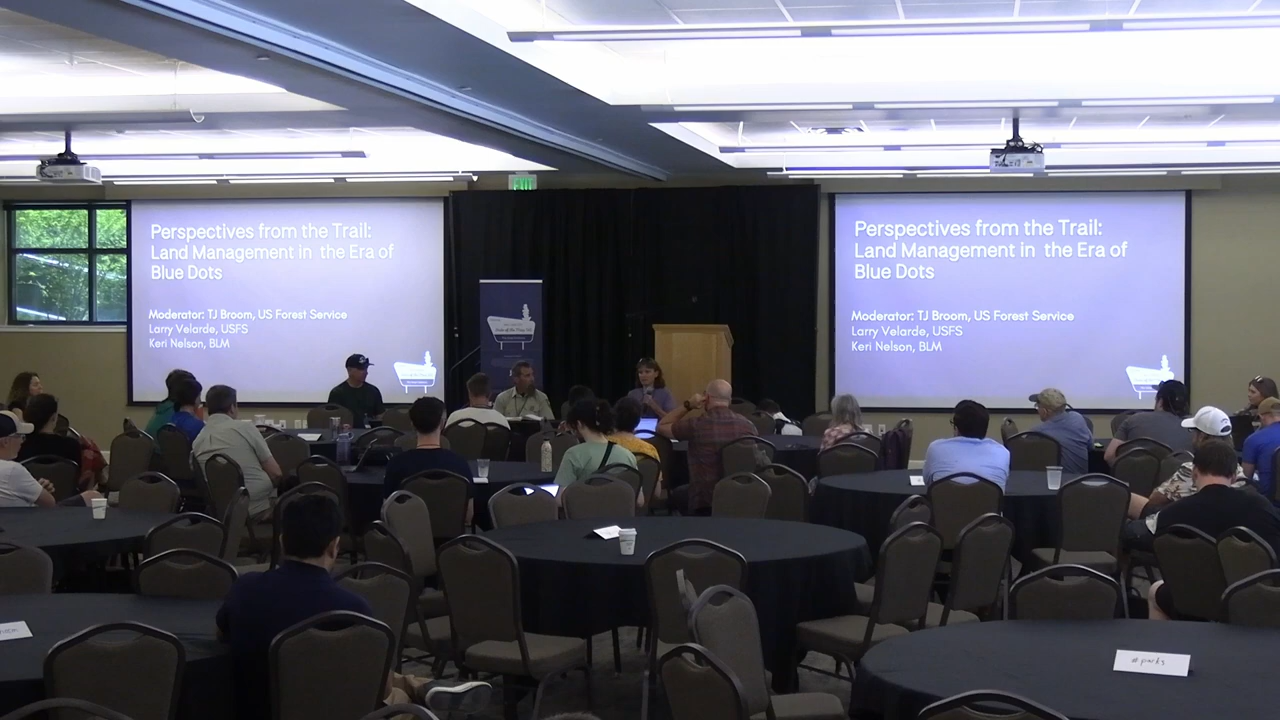 EXIT
Perspectives from the Trail:
Land Management in the Era of
Blue Dots
Moderator: TJ Broom, US Forest Service
Larry Velarde, USFS
Keri Nelson, BLM
Perspectives from the Trail:
Land Management in the Era of
Blue Dots
Moderator: TJ Broom, US Forest Service
Larry Velarde, USFS
Keri Nelson, BLM
#parks